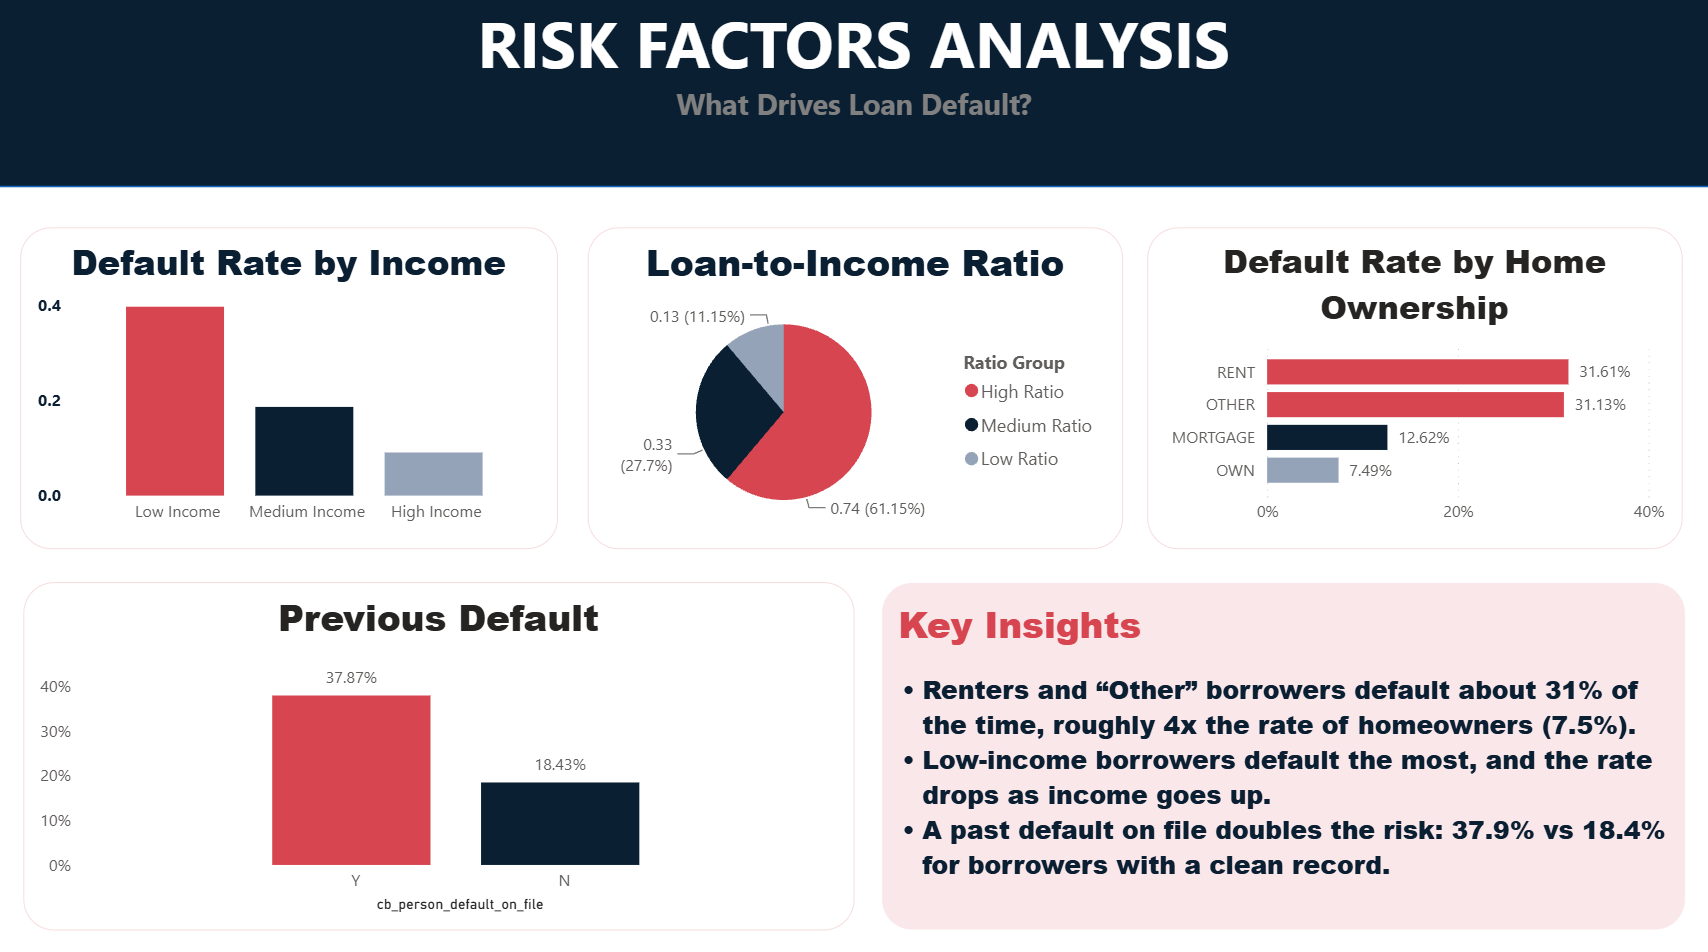 RISK FACTORS ANALYSIS
What Drives Loan Default?
Default Rate by Income
0.4
0.2
0.0
Low Income
Medium Income
High Income
Loan-to-Income Ratio
0.13 (11.15%)
0.33
(27.7%)
0.74 (61.15%)
Ratio Group
High Ratio
Medium Ratio
Low Ratio
Default Rate by Home
Ownership
RENT
31.61%
OTHER
31.13%
MORTGAGE
12.62%
OWN
7.49%
0%
20%
40%
Previous Default
40%
30%
20%
10%
0%
37.87%
18.43%
Y
N
cb_person_default_on_file
Key Insights
• Renters and “Other” borrowers default about 31% of
the time, roughly 4x the rate of homeowners (7.5%).
• Low-income borrowers default the most, and the rate
drops as income goes up.
• A past default on file doubles the risk: 37.9% vs 18.4%
for borrowers with a clean record.